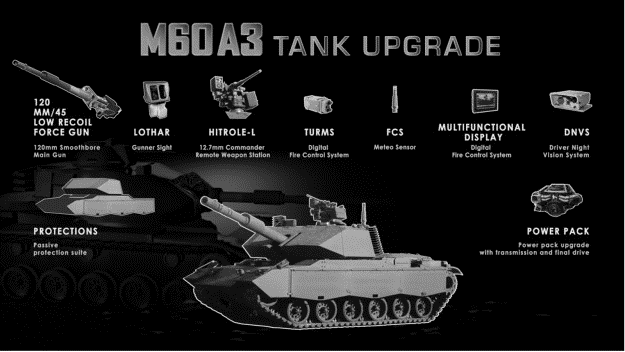 M60A3 TANK UPGRADE
120
MM/45
LOW RECOIL
FORCE GUN
120mm Smoothbore
Main Gun
LOTHAR
Gunner Sight
HITROLE-L
12.7mm Commander
Remote Weapon Station
TURMS
Digital
Fire Control System
FCS
Meteo Sensor
MULTIFUNCTIONAL
DISPLAY
Digital
Fire Control System
DNVS
Driver Night
Vision System
PROTECTIONS
Passive
protection suite
POWER PACK
Power pack upgrade
with transmission and final drive